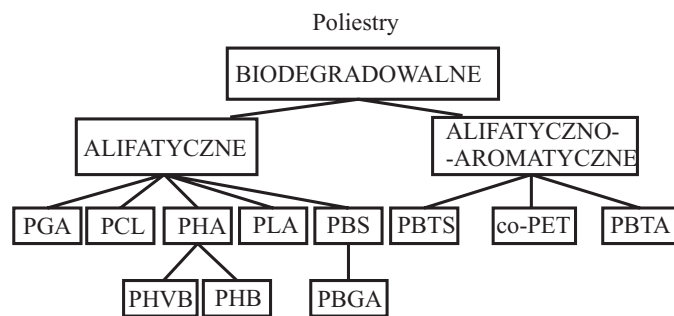 Poliestry
BIODEGRADOWALNE
ALIFATYCZNE
ALIFATYCZNO-
-AROMATYCZNE
PGA
PCL
PHA
PLA
PBS
PBTS
co-PET
PBTA
PHVB
PHB
PBGA